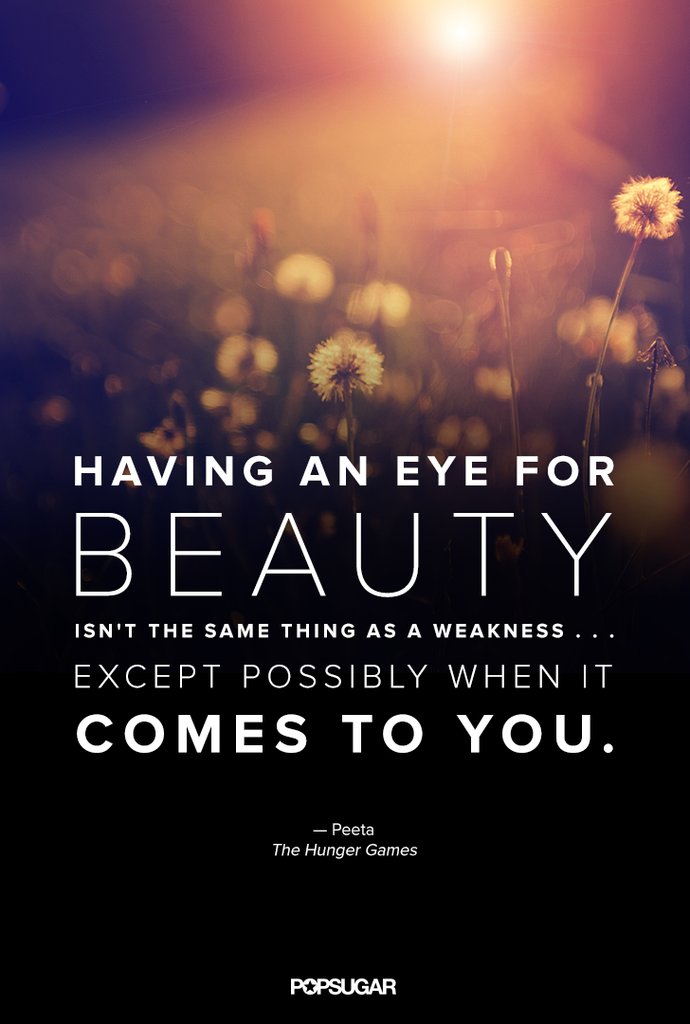 HAVING AN EYE FOR
BEAUTY
ISN'T THE SAME THING AS A WEAKNESS . . .
EXCEPT POSSIBLY WHEN IT
COMES TO YOU.
— Peeta
The Hunger Games
POPSUGAR